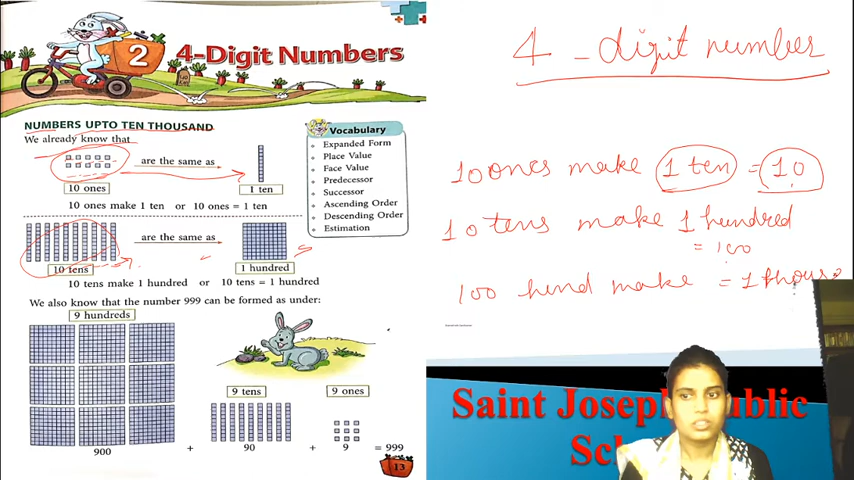 2
4-Digit Numbers
NUMBERS UPTO TEN THOUSAND
We already know that
are the same as
10 ones
1 ten
10 ones make 1 ten or 10 ones = 1 ten
Vocabulary
Expanded Form
Place Value
Face Value
Predecessor
Successor
Ascending Order
Descending Order
Estimation
are the same as
10 tens
1 hundred
10 tens make 1 hundred or 10 tens = 1 hundred
We also know that the number 999 can be formed as under:
9 hundreds
9 tens
9 ones
900 + 90 + 9 = 999
13
4 - digit number
10 ones make 1 ten = 10
10 tens make 1 hundred
= 100
100 hund make = 1 thous
Saint Joseph Public